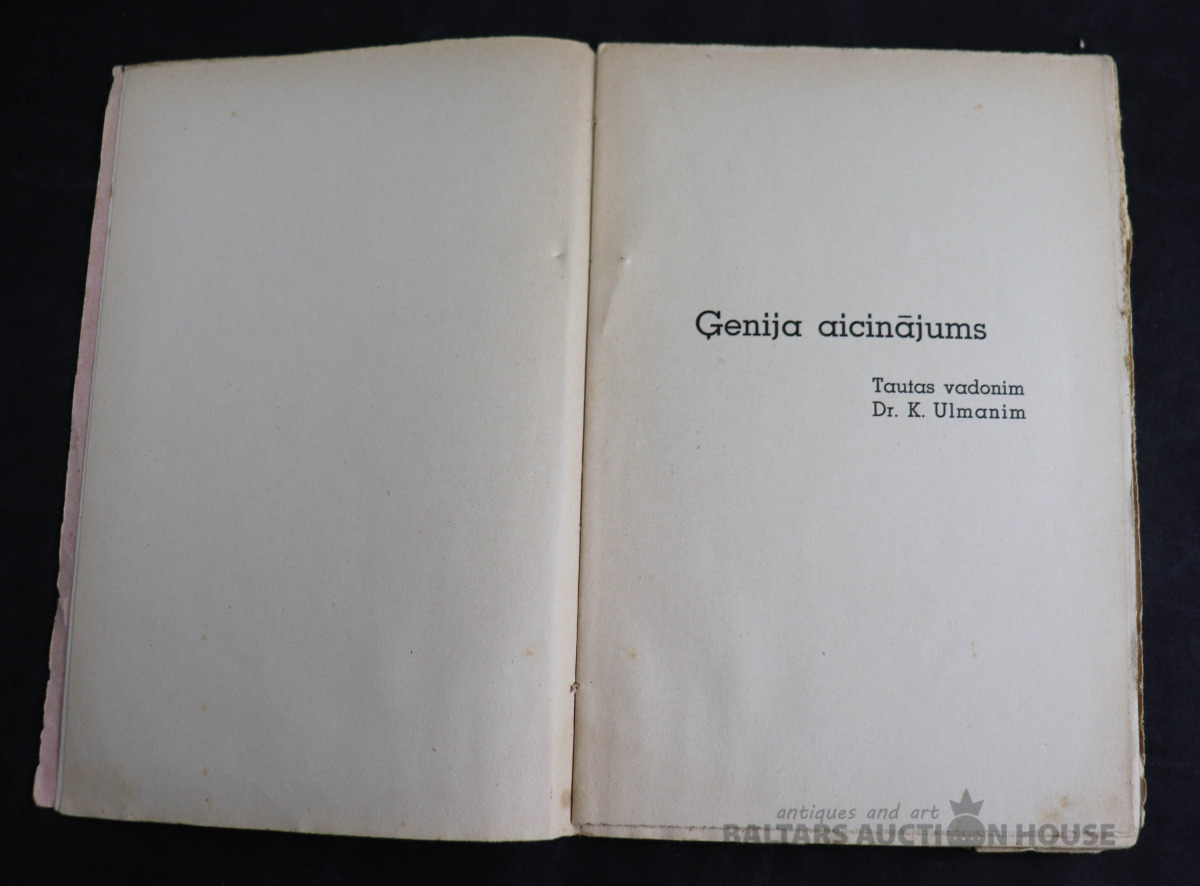 Ģenija aicinājums
Tautas vadonim
Dr. K. Ulmanim
antiques and art
BALTARS AUCTION HOUSE